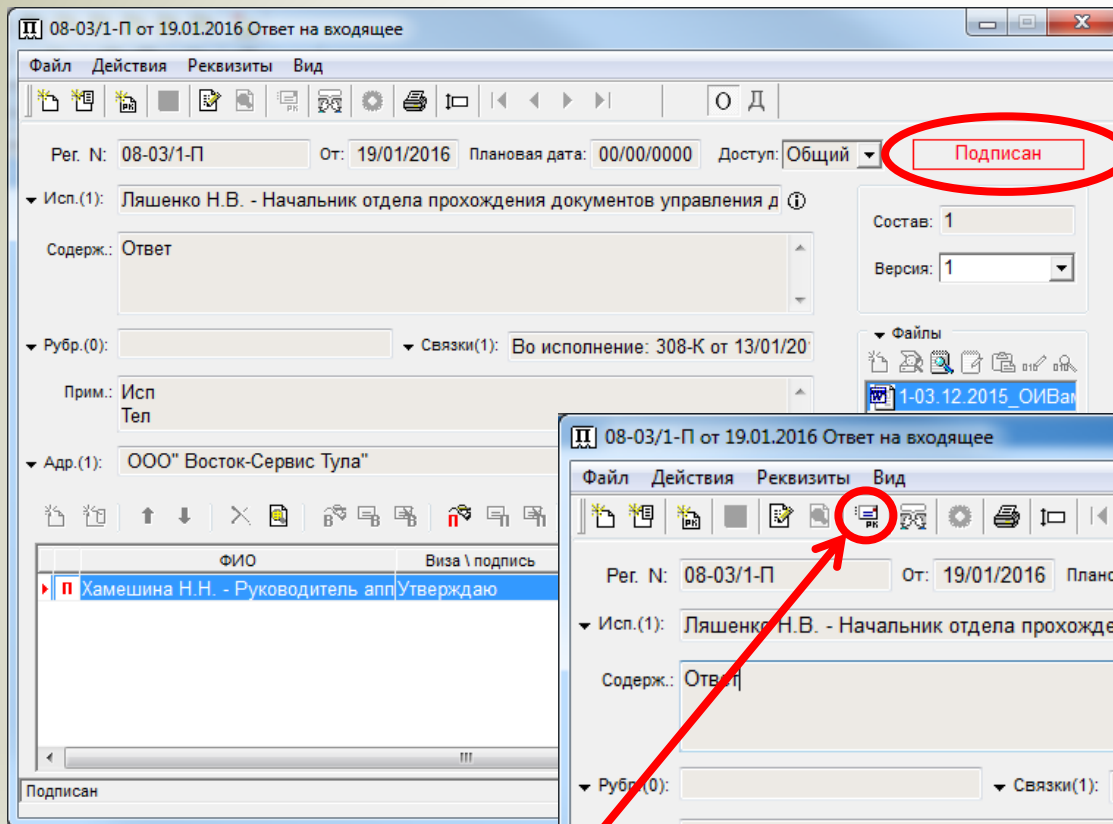 08-03/1-П от 19.01.2016 Ответ на входящее
Файл Действия Реквизиты Вид
О Д
Рег. N: 08-03/1-П От: 19/01/2016 Плановая дата: 00/00/0000 Доступ: Общий Подписан
Исп.(1): Ляшенко Н.В. - Начальник отдела прохождения документов управления д
Состав: 1
Содерж.: Ответ
Версия: 1
Рубр.(0): Связки(1): Во исполнение: 308-К от 13/01/20
Файлы
Прим.: Исп
Тел
1-03.12.2015_ОИВам
Адр.(1): ООО" Восток-Сервис Тула"
ФИО Виза \ подпись
П Хамешина Н.Н. - Руководитель апп Утверждаю
Подписан
08-03/1-П от 19.01.2016 Ответ на входящее
Файл Действия Реквизиты Вид
Рег. N: 08-03/1-П От: 19/01/2016 Плано
Исп.(1): Ляшенко Н.В. - Начальник отдела прохожде
Содерж.: Ответ
Рубр.(0): Связки(1):